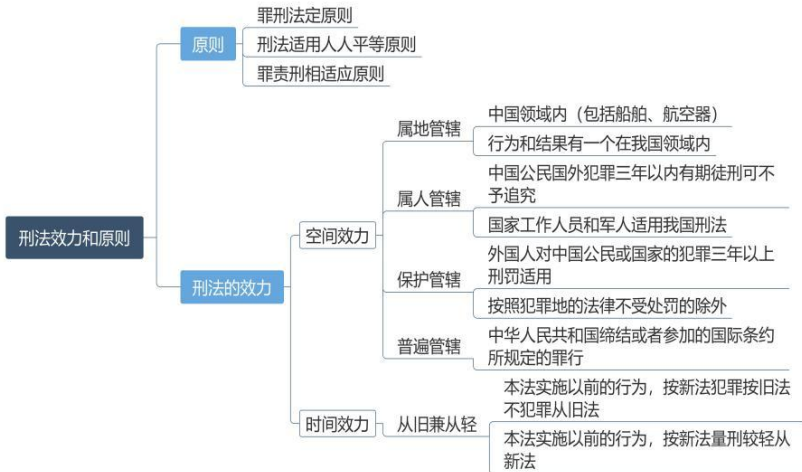 罪刑法定原则
原则
刑法适用人人平等原则
罪责刑相适应原则
中国领域内（包括船舶、航空器）
属地管辖
行为和结果有一个在我国领域内
中国公民国外犯罪三年以内有期徒刑可不
予追究
属人管辖
国家工作人员和军人适用我国刑法
刑法效力和原则
空间效力
外国人对中国公民或国家的犯罪三年以上
刑罚适用
刑法的效力
保护管辖
按照犯罪地的法律不受处罚的除外
普遍管辖
中华人民共和国缔结或者参加的国际条约
所规定的罪行
本法实施以前的行为，按新法犯罪按旧法
不犯罪从旧法
时间效力
从旧兼从轻
本法实施以前的行为，按新法量刑较轻从
新法